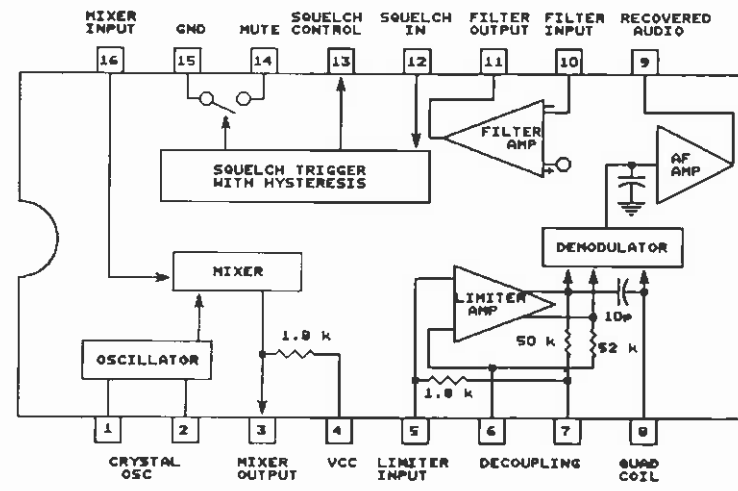 MIXER INPUT
GND
MUTE
SQUELCH CONTROL
SQUELCH IN
FILTER OUTPUT
FILTER INPUT
RECOVERED AUDIO
16
15
14
13
12
11
10
9
SQUELCH TRIGGER
WITH HYSTERESIS
FILTER
AMP
AF
AMP
DEMODULATOR
MIXER
LIMITER
AMP
10p
1.8 k
50 k
52 k
OSCILLATOR
1.8 k
1
2
3
4
5
6
7
8
CRYSTAL
OSC
MIXER
OUTPUT
VCC
LIMITER
INPUT
DECOUPLING
QUAD
COIL